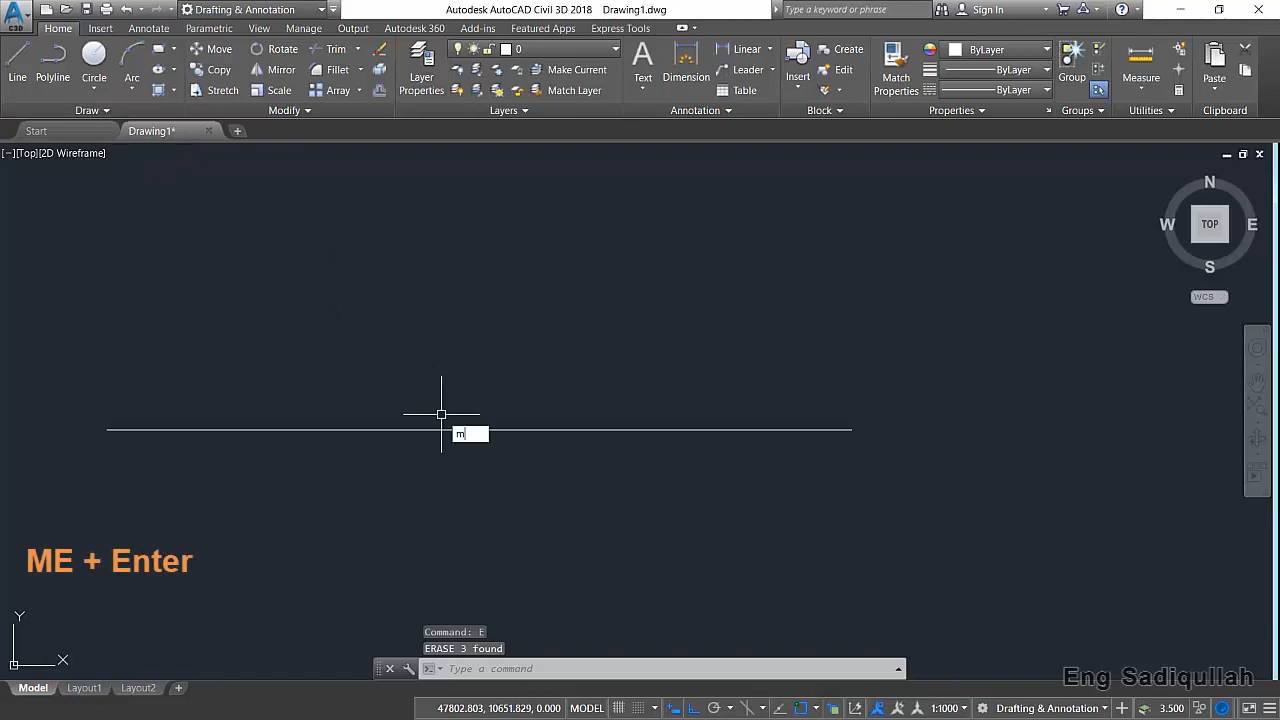 Drafting & Annotation
Autodesk AutoCAD Civil 3D 2018 Drawing1.dwg
Type a keyword or phrase
Sign In
Home Insert Annotate Parametric View Manage Output Autodesk 360 Add-ins Featured Apps Express Tools
Line Polyline Circle Arc
Move Rotate Trim
Copy Mirror Fillet
Stretch Scale Array
Layer Properties
0
Make Current
Match Layer
Text Dimension
Linear
Leader
Table
Insert
Create
Edit
Match Properties
ByLayer
ByLayer
ByLayer
Group
Measure
Paste
Draw Modify Layers Annotation Block Properties Groups Utilities Clipboard
Start Drawing1*
[−][Top][2D Wireframe]
N
W TOP E
S
WCS
m
ME + Enter
Y
X
Command: E
ERASE 3 found
Type a command
Eng Sadiqullah
Model Layout1 Layout2
47802.803, 10651.829, 0.000 MODEL 1:1000 Drafting & Annotation 3.500